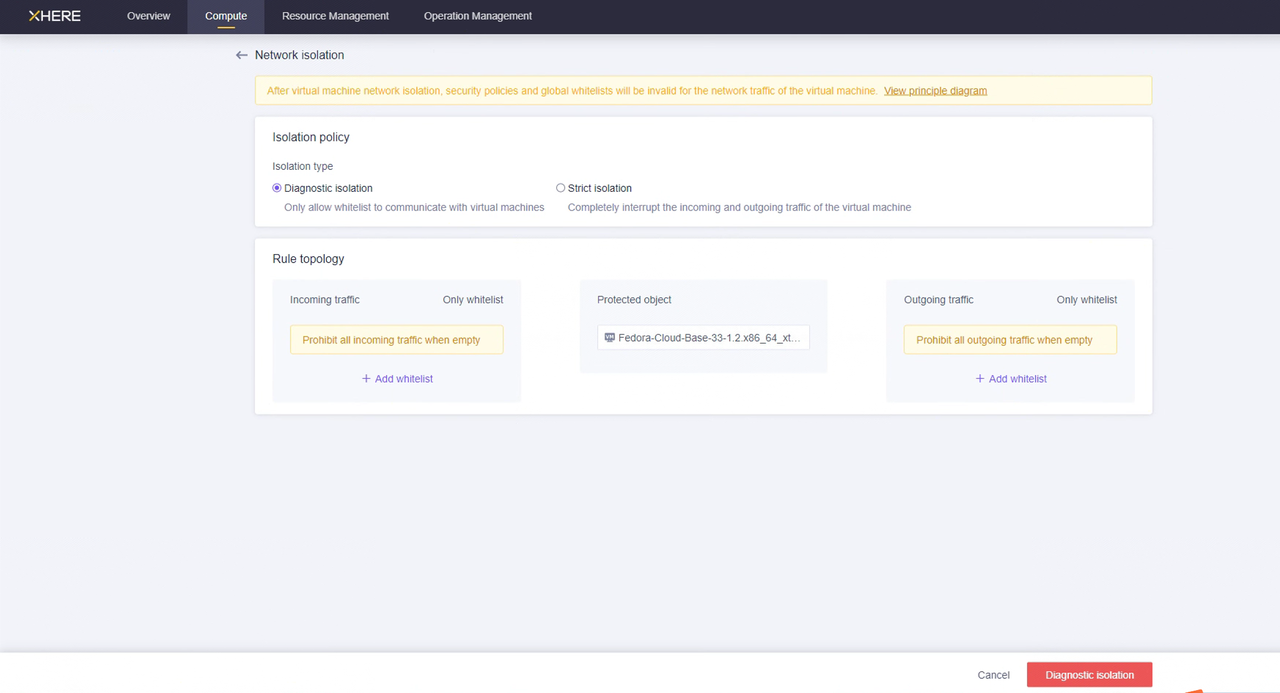 XHERE Overview Compute Resource Management Operation Management
Network isolation
After virtual machine network isolation, security policies and global whitelists will be invalid for the network traffic of the virtual machine. View principle diagram
Isolation policy
Isolation type
Diagnostic isolation Strict isolation
Only allow whitelist to communicate with virtual machines Completely interrupt the incoming and outgoing traffic of the virtual machine
Rule topology
Incoming traffic Only whitelist Protected object Outgoing traffic Only whitelist
Prohibit all incoming traffic when empty Fedora-Cloud-Base-33-1.2.x86_64_xt... Prohibit all outgoing traffic when empty
+ Add whitelist + Add whitelist
Cancel Diagnostic isolation